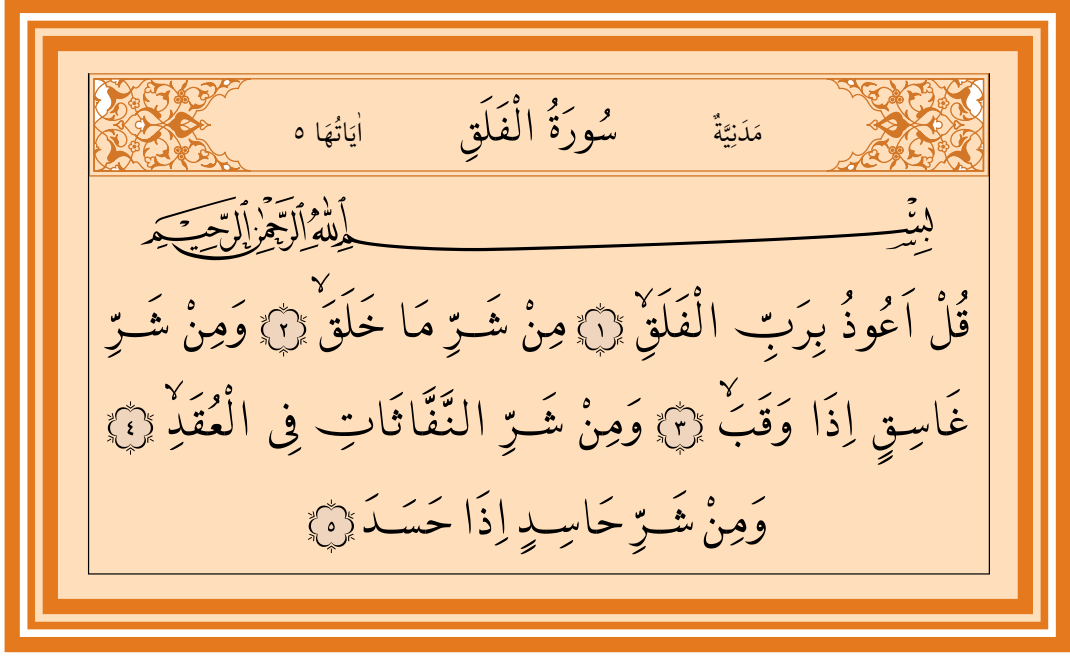 مَدَنِيَّةٌ سُورَةُ الْفَلَقِ اٰيَاتُهَا ٥
بِسْمِ اللّٰهِ الرَّحْمٰنِ الرَّحِيمِ
قُلْ اَعُوذُ بِرَبِّ الْفَلَقِۙ ١ مِنْ شَرِّ مَا خَلَقَۙ ٢ وَمِنْ شَرِّ
غَاسِقٍ اِذَا وَقَبَۙ ٣ وَمِنْ شَرِّ النَّفَّاثَاتِ فِى الْعُقَدِۙ ٤
وَمِنْ شَرِّ حَاسِدٍ اِذَا حَسَدَ ٥